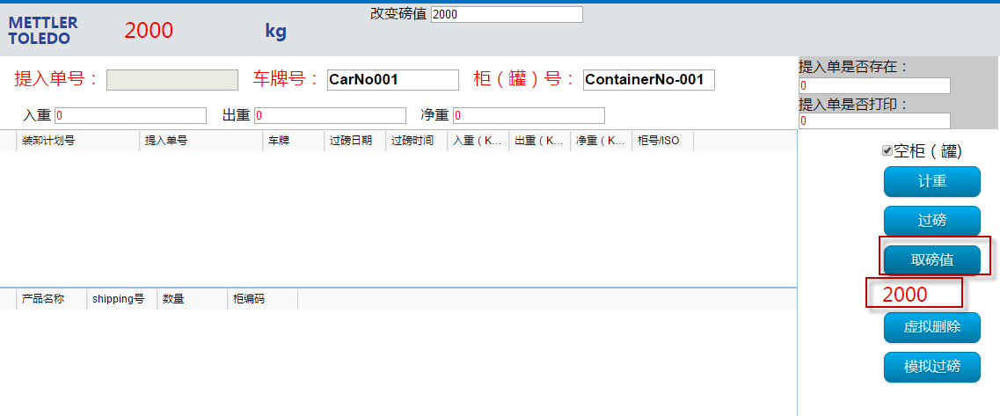 改变磅值 2000
METTLER
TOLEDO
2000 kg
提入单号： 车牌号： CarNo001 柜（罐）号： ContainerNo-001
提入单是否存在：
0
提入单是否打印：
0
入重 0 出重 0 净重 0
装卸计划号 提入单号 车牌 过磅日期 过磅时间 入重（K... 出重（K... 净重（K... 柜号/ISO
空柜（罐)
计重
过磅
取磅值
2000
虚拟删除
模拟过磅
产品名称 shipping号 数量 柜编码